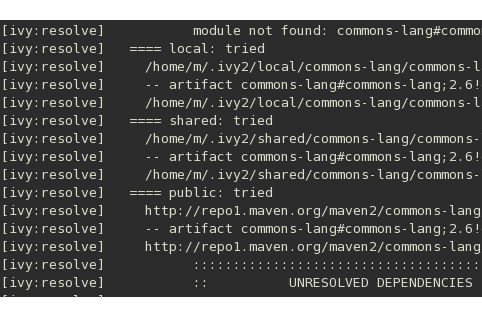 [ivy:resolve] module not found: commons-lang#commo
[ivy:resolve] ==== local: tried
[ivy:resolve] /home/m/.ivy2/local/commons-lang/commons-l
[ivy:resolve] -- artifact commons-lang#commons-lang;2.6!
[ivy:resolve] /home/m/.ivy2/local/commons-lang/commons-l
[ivy:resolve] ==== shared: tried
[ivy:resolve] /home/m/.ivy2/shared/commons-lang/commons-
[ivy:resolve] -- artifact commons-lang#commons-lang;2.6!
[ivy:resolve] /home/m/.ivy2/shared/commons-lang/commons-
[ivy:resolve] ==== public: tried
[ivy:resolve] http://repo1.maven.org/maven2/commons-lang
[ivy:resolve] -- artifact commons-lang#commons-lang;2.6!
[ivy:resolve] http://repo1.maven.org/maven2/commons-lang
[ivy:resolve] ::::::::::::::::::::::::::::::::::::
[ivy:resolve] :: UNRESOLVED DEPENDENCIES